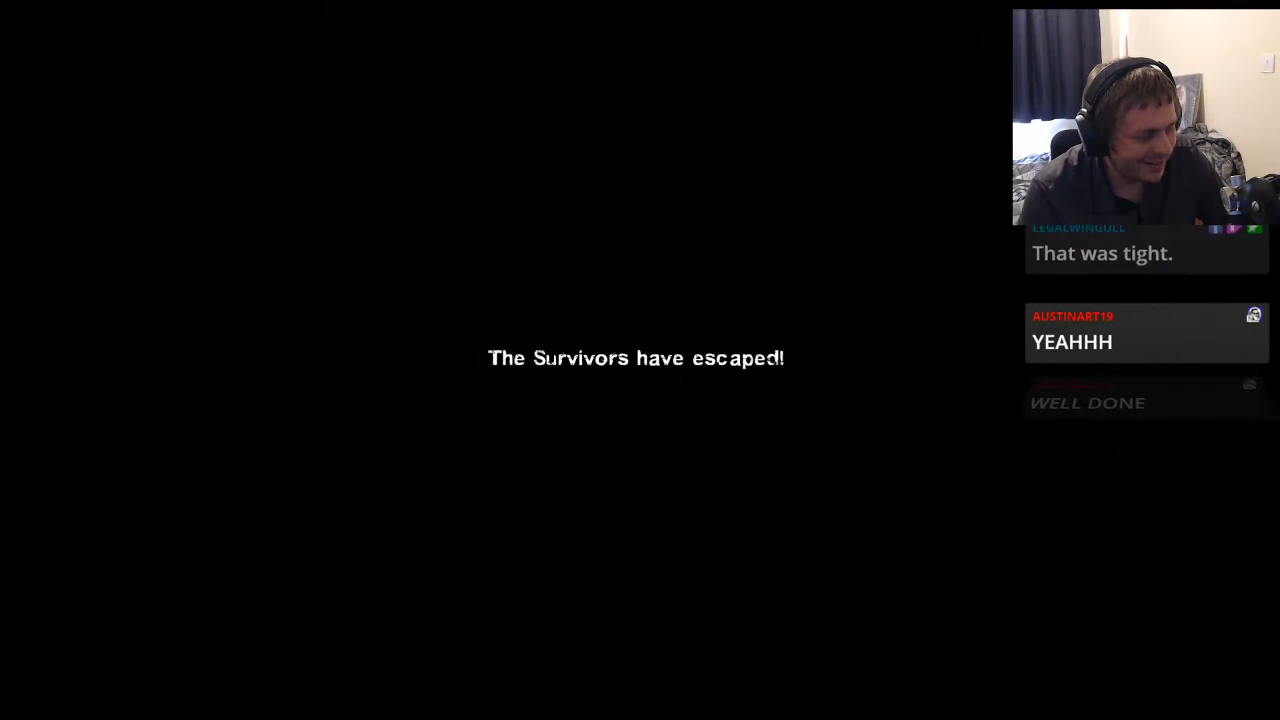 The Survivors have escaped!
LEGALWINGULL
That was tight.
AUSTINART19
YEAHHH
WELL DONE